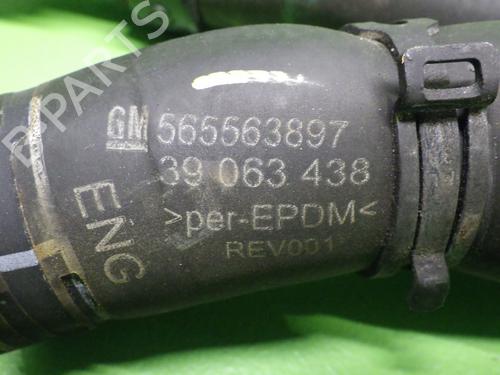 B-PARTS
GM 565563897
39 063 438
>per-EPDM<
REV001
ENG